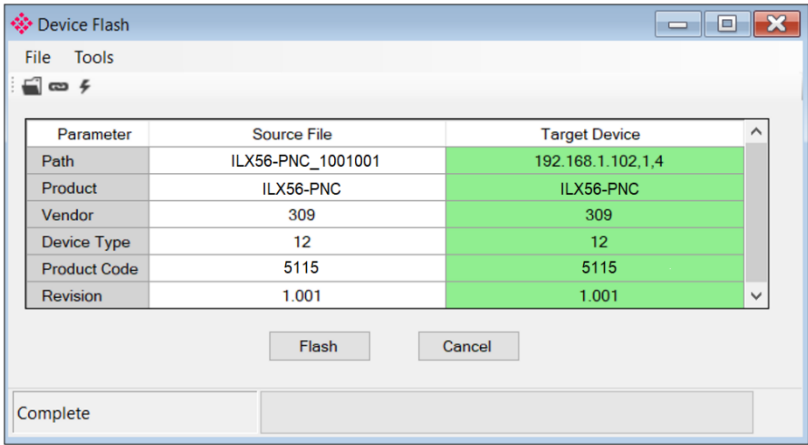 Device Flash
File Tools
Parameter Source File Target Device
Path ILX56-PNC_1001001 192.168.1.102,1,4
Product ILX56-PNC ILX56-PNC
Vendor 309 309
Device Type 12 12
Product Code 5115 5115
Revision 1.001 1.001
Flash Cancel
Complete